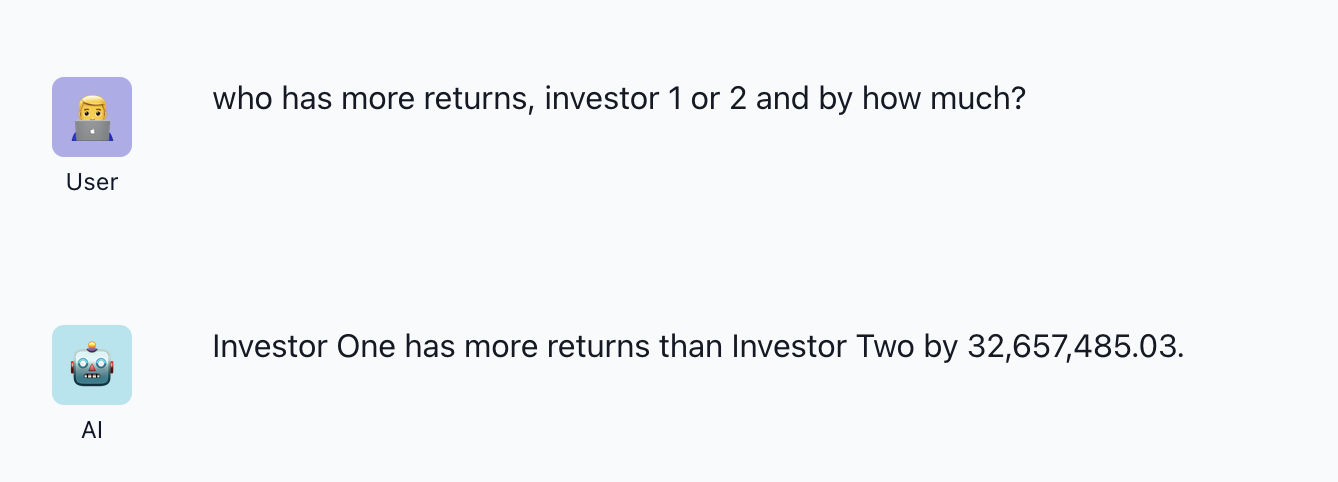 who has more returns, investor 1 or 2 and by how much?
User
Investor One has more returns than Investor Two by 32,657,485.03.
AI